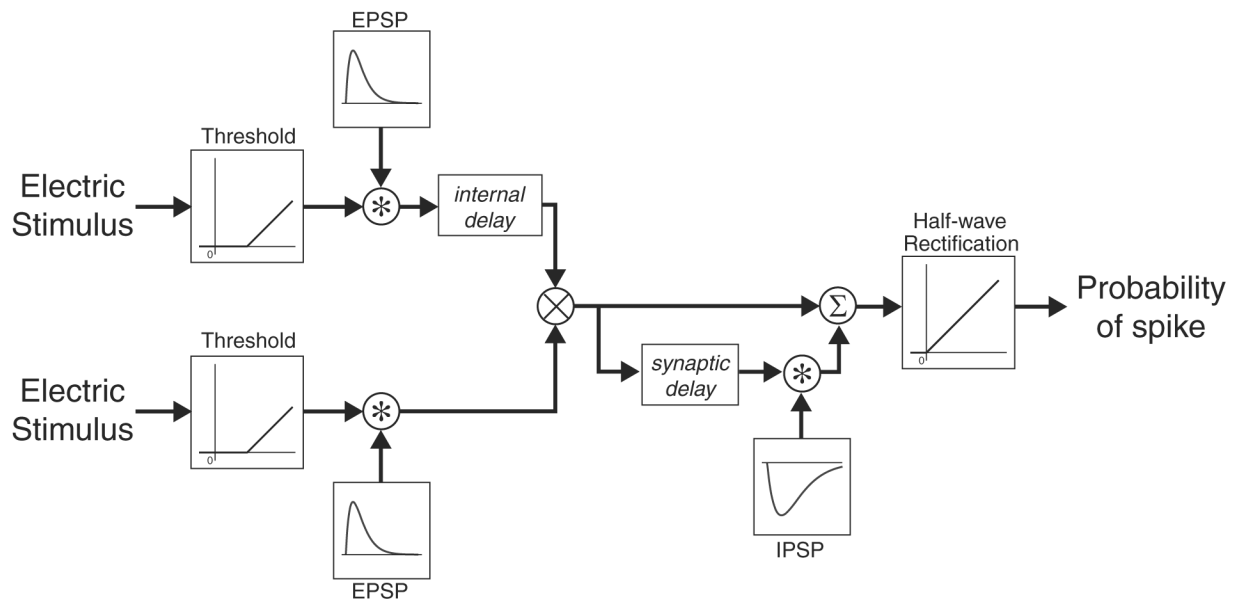 EPSP
Threshold
0
Electric
Stimulus
*
internal
delay
Half-wave
Rectification
0
Σ
Probability
of spike
Threshold
0
Electric
Stimulus
*
EPSP
synaptic
delay
*
IPSP